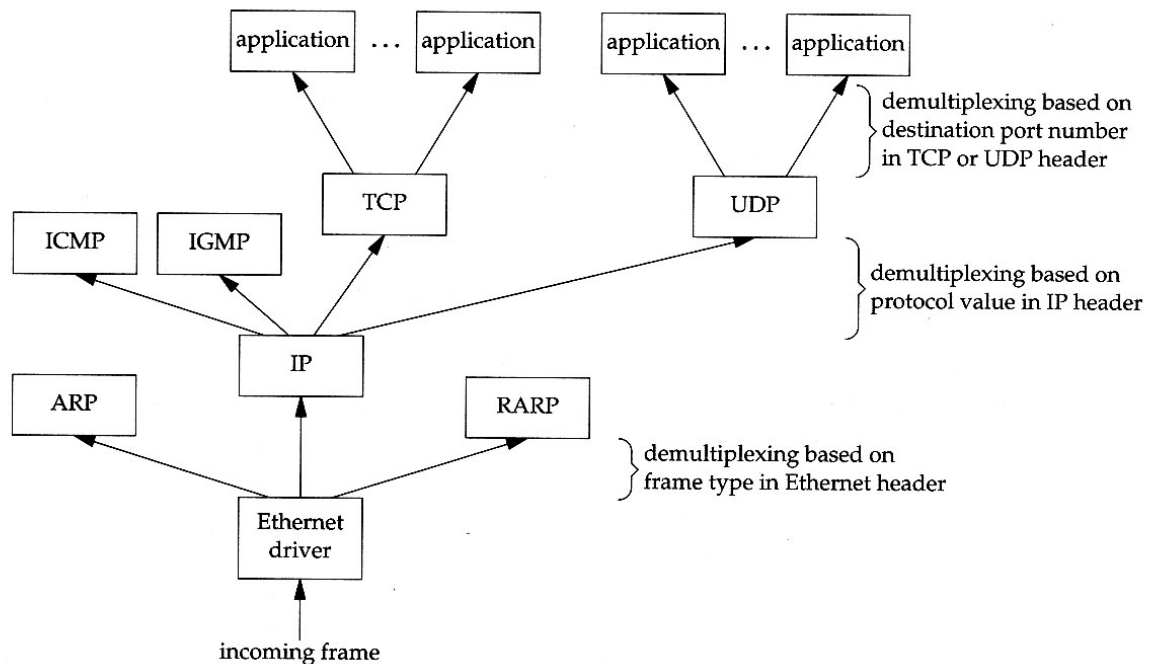 application ... application application ... application
demultiplexing based on
destination port number
in TCP or UDP header
TCP UDP
ICMP IGMP
demultiplexing based on
protocol value in IP header
IP
ARP RARP
demultiplexing based on
frame type in Ethernet header
Ethernet
driver
incoming frame